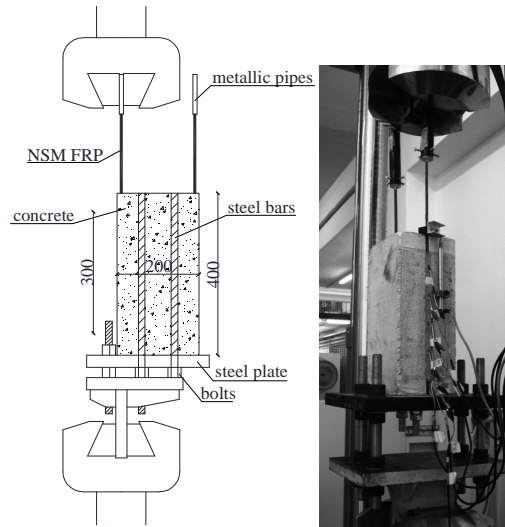 metallic pipes
NSM FRP
concrete
steel bars
300
200
400
steel plate
bolts